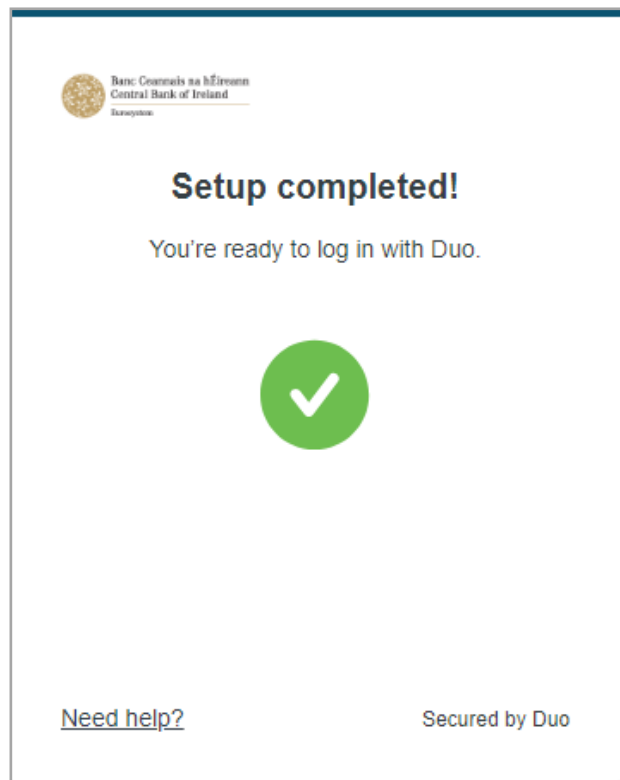 Banc Ceannais na hÉireann
Central Bank of Ireland
Eurosystem
Setup completed!
You're ready to log in with Duo.
Need help?
Secured by Duo